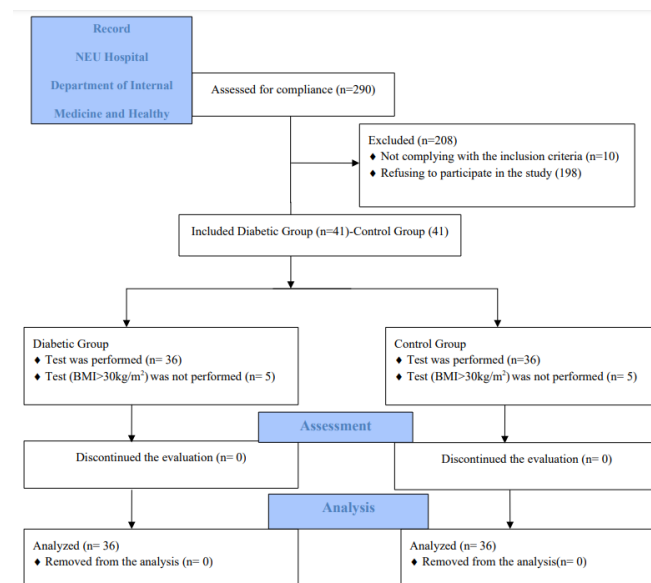 Record
NEU Hospital
Department of Internal
Medicine and Healthy
Assessed for compliance (n=290)
Excluded (n=208)
♦ Not complying with the inclusion criteria (n=10)
♦ Refusing to participate in the study (198)
Included Diabetic Group (n=41)-Control Group (41)
Diabetic Group
♦ Test was performed (n= 36)
♦ Test (BMI>30kg/m²) was not performed (n= 5)
Control Group
♦ Test was performed (n=36)
♦ Test (BMI>30kg/m²) was not performed (n= 5)
Assessment
Discontinued the evaluation (n= 0)
Discontinued the evaluation (n= 0)
Analysis
Analyzed (n= 36)
♦ Removed from the analysis (n= 0)
Analyzed (n= 36)
♦ Removed from the analysis(n= 0)